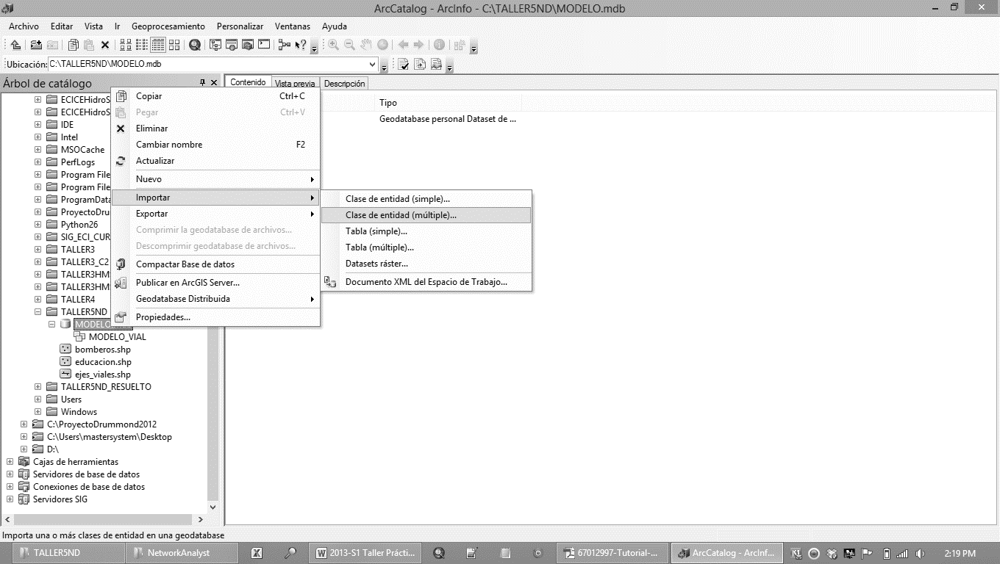 ArcCatalog - ArcInfo - C:\TALLER5ND\MODELO.mdb
Archivo Editar Vista Ir Geoprocesamiento Personalizar Ventanas Ayuda
Ubicación: C:\TALLER5ND\MODELO.mdb
Árbol de catálogo
Contenido Vista previa Descripción
Tipo
Geodatabase personal Dataset de ...
ECICEHidroS
ECICEHidroS
IDE
Intel
MSOCache
PerfLogs
Program File
Program File
ProgramData
ProyectoDru
Python26
SIG_ECI_CUR
TALLER3
TALLER3_C2
TALLER3HMS
TALLER3HMS
TALLER4
TALLER5ND
MODELO
MODELO_VIAL
bomberos.shp
educacion.shp
ejes_viales.shp
TALLER5ND_RESUELTO
Users
Windows
C:\ProyectoDrummond2012
C:\Users\mastersystem\Desktop
D:\
Cajas de herramientas
Servidores de base de datos
Conexiones de base de datos
Servidores SIG
Copiar Ctrl+C
Pegar Ctrl+V
Eliminar
Cambiar nombre F2
Actualizar
Nuevo
Importar
Exportar
Comprimir la geodatabase de archivos...
Descomprimir geodatabase de archivos...
Compactar Base de datos
Publicar en ArcGIS Server...
Geodatabase Distribuida
Propiedades...
Clase de entidad (simple)...
Clase de entidad (múltiple)...
Tabla (simple)...
Tabla (múltiple)...
Datasets ráster...
Documento XML del Espacio de Trabajo...
Importa una o más clases de entidad en una geodatabase
TALLER5ND NetworkAnalyst 2013-S1 Taller Prácti... 67012997-Tutorial-... ArcCatalog - ArcInf... 2:19 PM